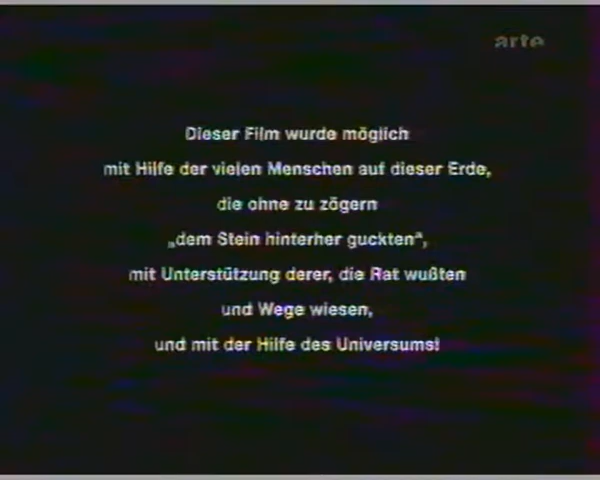 arte
Dieser Film wurde möglich
mit Hilfe der vielen Menschen auf dieser Erde,
die ohne zu zögern
„dem Stein hinterher guckten“,
mit Unterstützung derer, die Rat wußten
und Wege wiesen,
und mit der Hilfe des Universums!